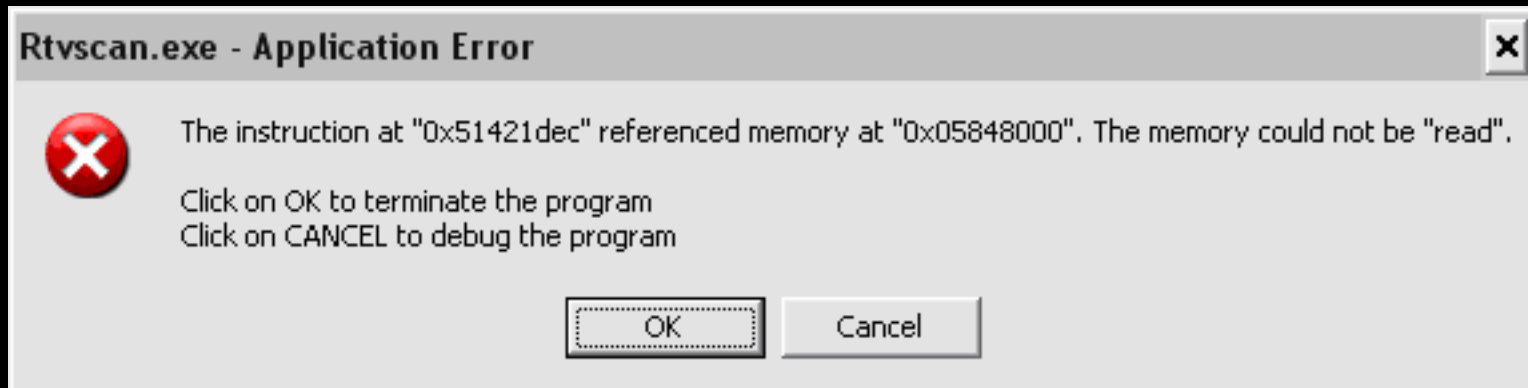 Rtvscan.exe - Application Error
The instruction at "0x51421dec" referenced memory at "0x05848000". The memory could not be "read".
Click on OK to terminate the program
Click on CANCEL to debug the program
OK
Cancel